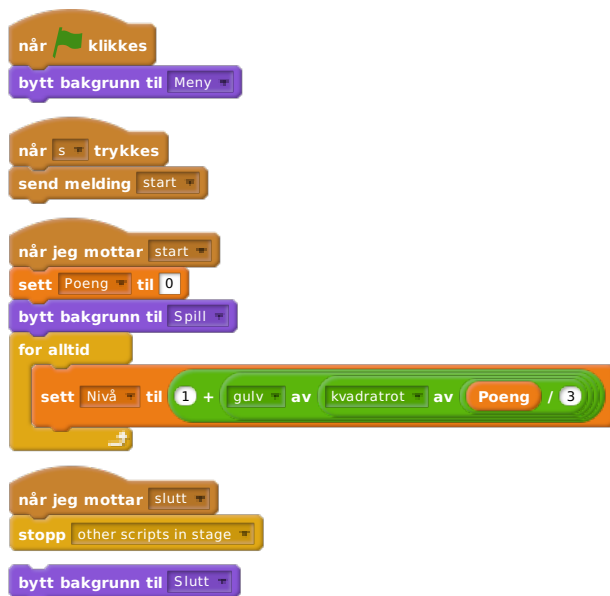 når klikkes
bytt bakgrunn til Meny
når s trykkes
send melding start
når jeg mottar start
sett Poeng til 0
bytt bakgrunn til Spill
for alltid
sett Nivå til 1 + gulv av kvadratrot av Poeng / 3
når jeg mottar slutt
stopp other scripts in stage
bytt bakgrunn til Slutt